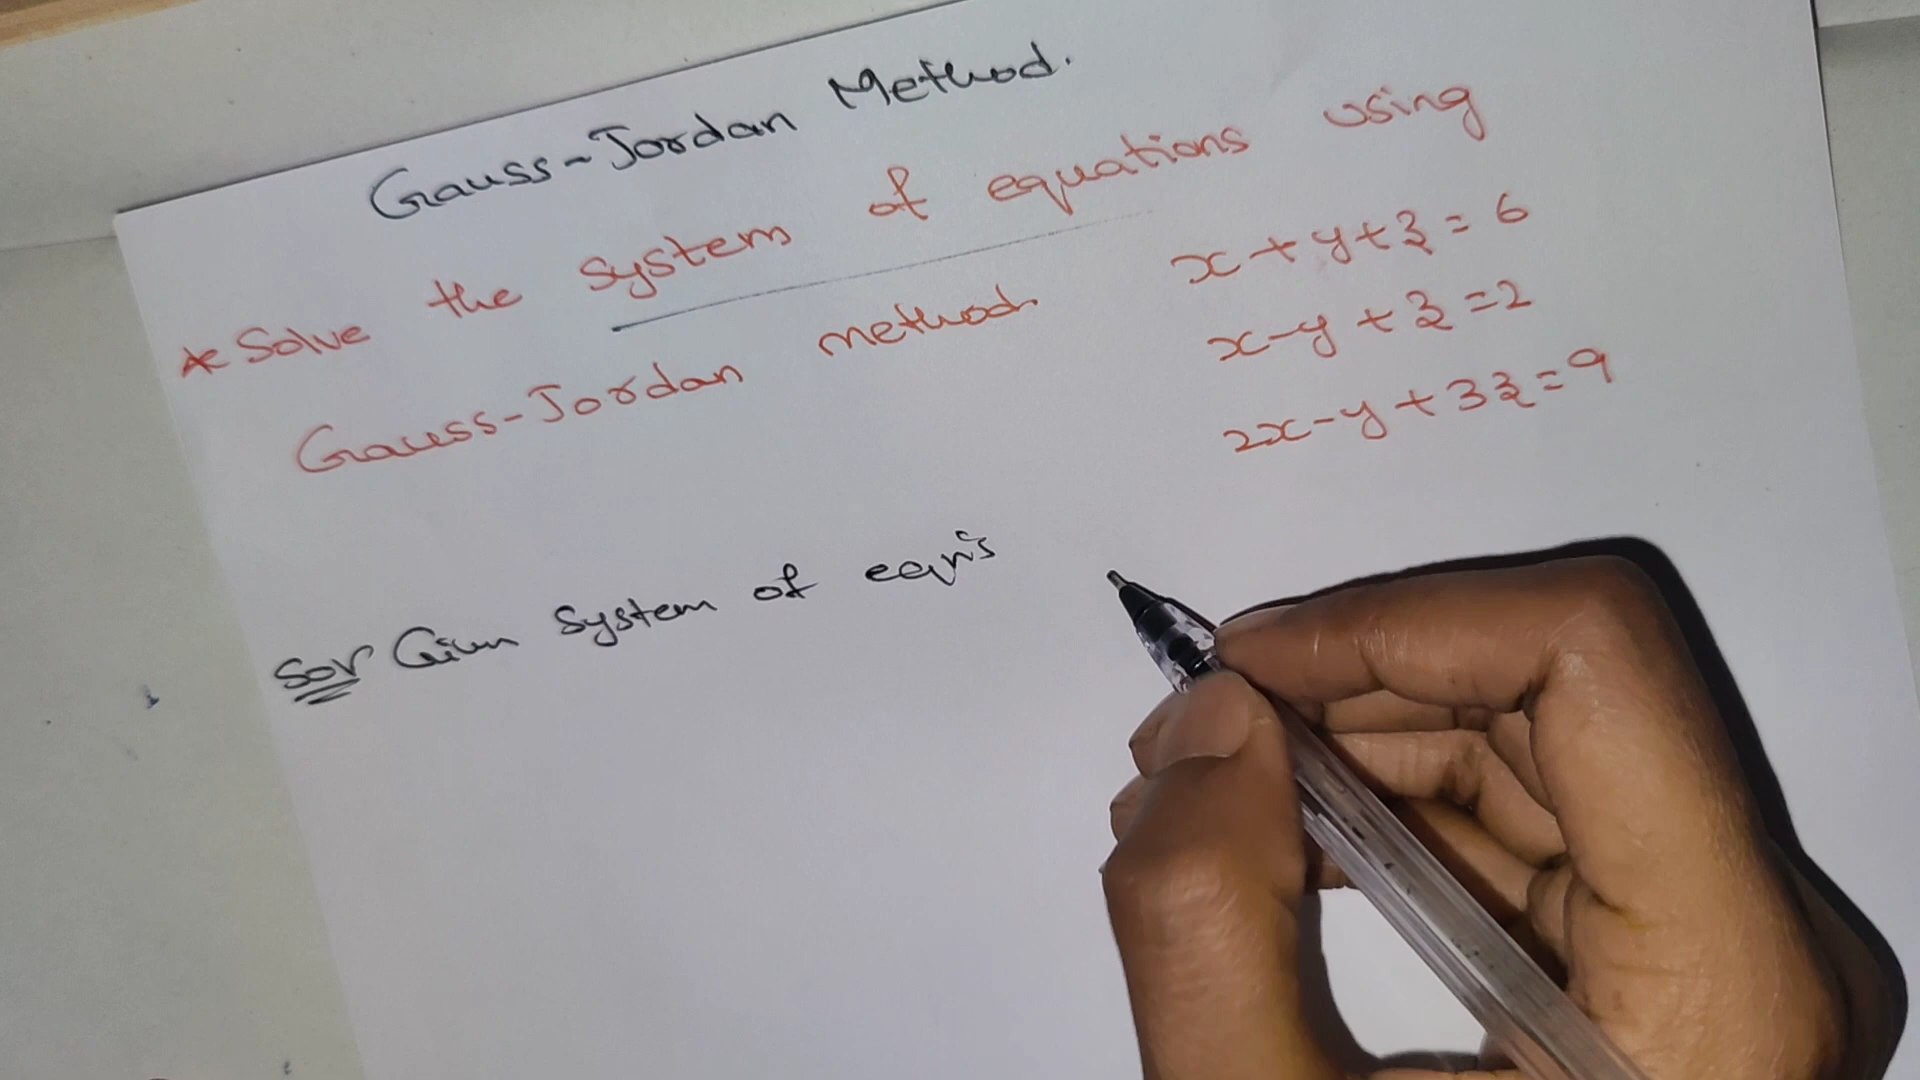 Gauss-Jordan Method.
* Solve the system of equations using
Gauss-Jordan method.
x + y + z = 6
x - y + z = 2
2x - y + 3z = 9
Sol Given system of eqn's